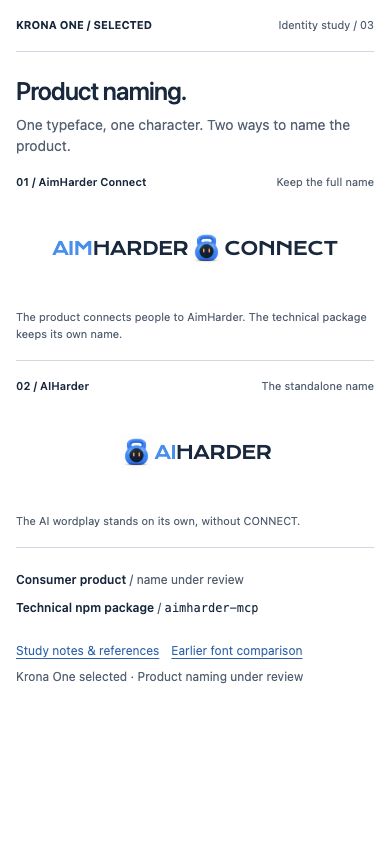 KRONA ONE / SELECTED
Identity study / 03
Product naming.
One typeface, one character. Two ways to name the
product.
01 / AimHarder Connect
Keep the full name
AIMHARDER CONNECT
The product connects people to AimHarder. The technical package
keeps its own name.
02 / AIHarder
The standalone name
AIHARDER
The AI wordplay stands on its own, without CONNECT.
Consumer product / name under review
Technical npm package / aimharder-mcp
Study notes & references
Earlier font comparison
Krona One selected · Product naming under review